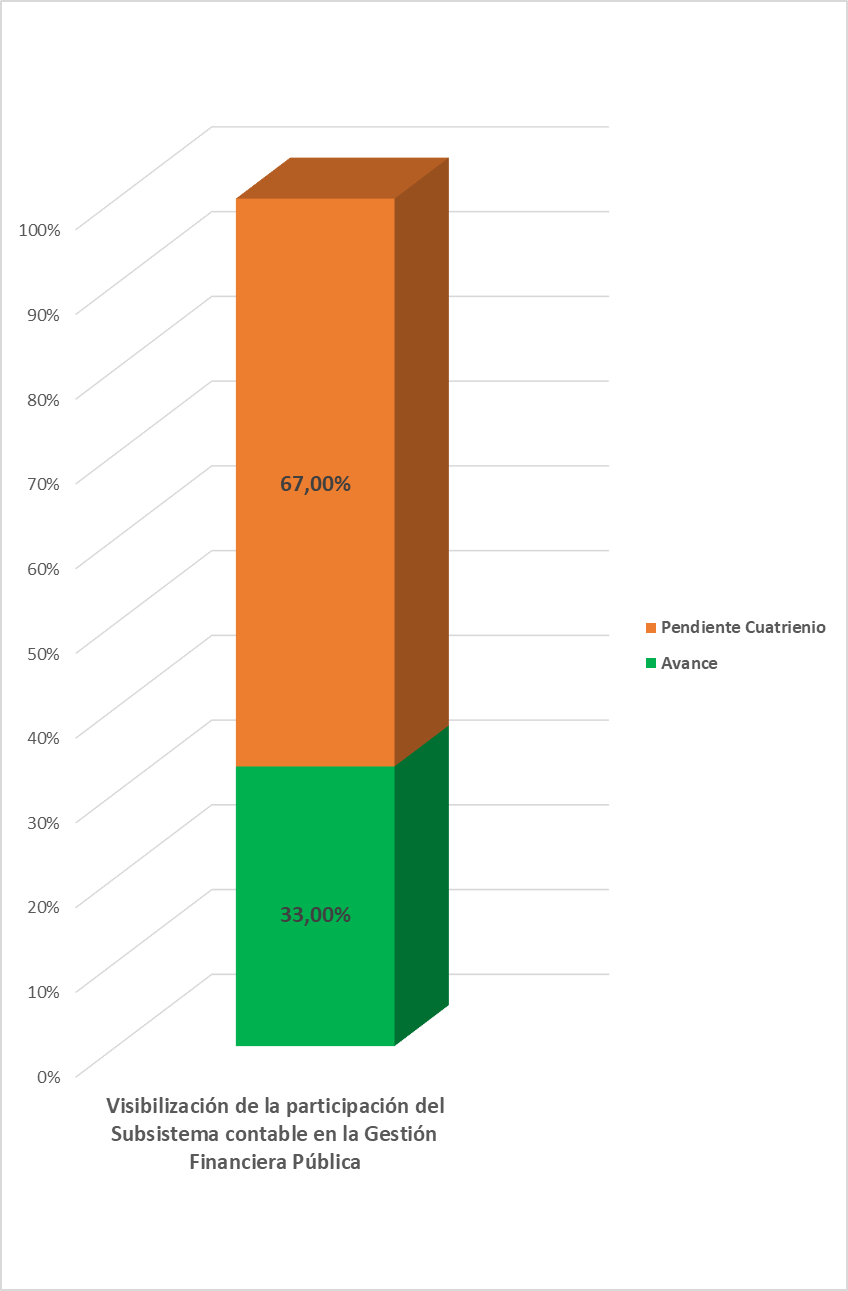 100%
90%
80%
70%
67,00%
60%
50%
Pendiente Cuatrienio
Avance
40%
30%
20%
33,00%
10%
0%
Visibilización de la participación del
Subsistema contable en la Gestión
Financiera Pública